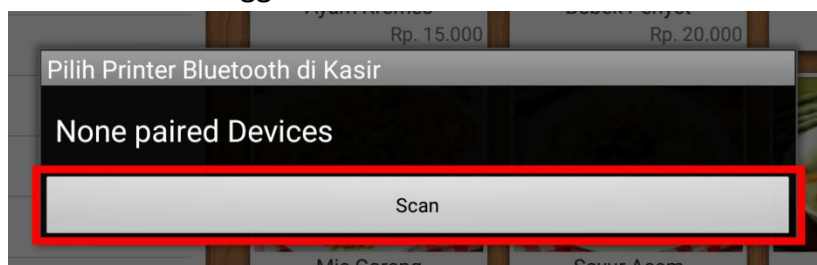 Rp. 15.000
Rp. 20.000
Pilih Printer Bluetooth di Kasir
None paired Devices
Scan